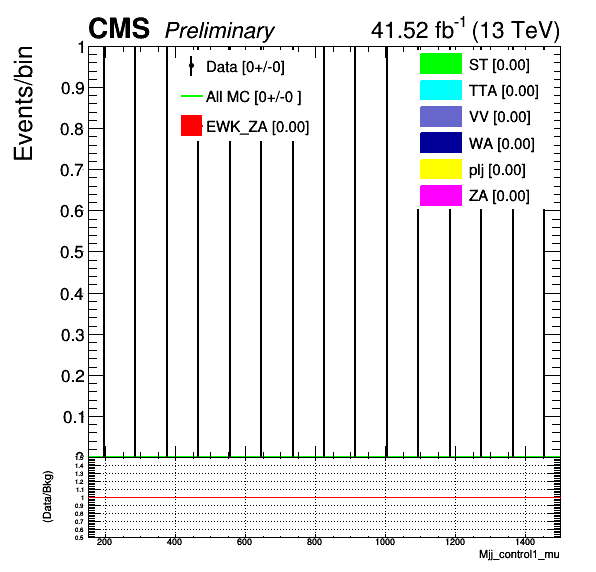 CMS Preliminary 41.52 fb-1 (13 TeV)
Events/bin
1
0.9
0.8
0.7
0.6
0.5
0.4
0.3
0.2
0.1
0
Data [0+/-0]
All MC [0+/-0 ]
EWK_ZA [0.00]
ST [0.00]
TTA [0.00]
VV [0.00]
WA [0.00]
plj [0.00]
ZA [0.00]
(Data/Bkg)
1.5
1.4
1.3
1.2
1.1
1
0.9
0.8
0.7
0.6
0.5
200 400 600 800 1000 1200 1400
Mjj_control1_mu